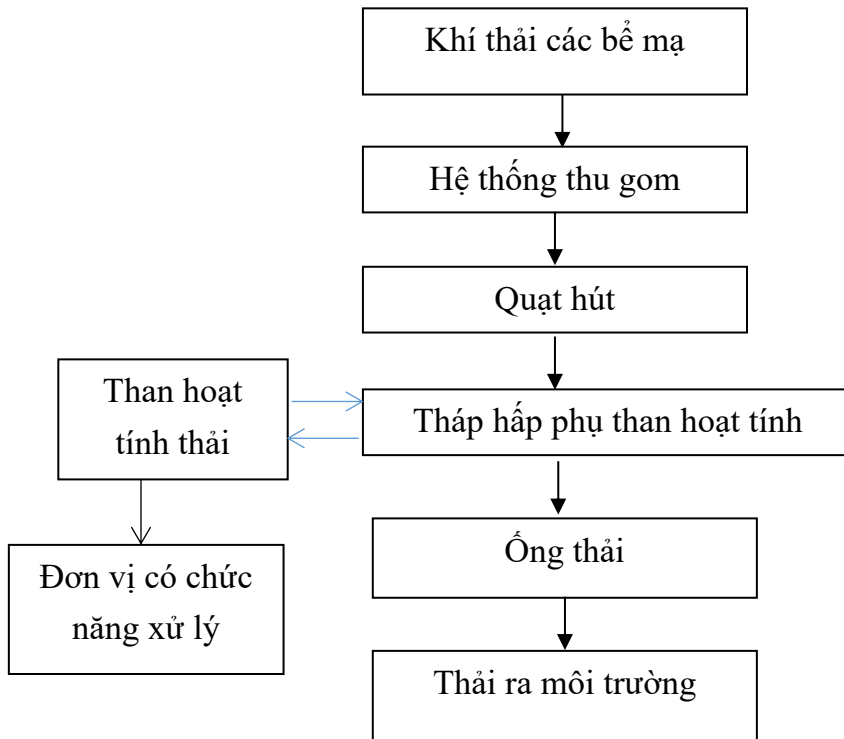 Khí thải các bể mạ
Hệ thống thu gom
Quạt hút
Than hoạt
tính thải
Tháp hấp phụ than hoạt tính
Ống thải
Đơn vị có chức
năng xử lý
Thải ra môi trường